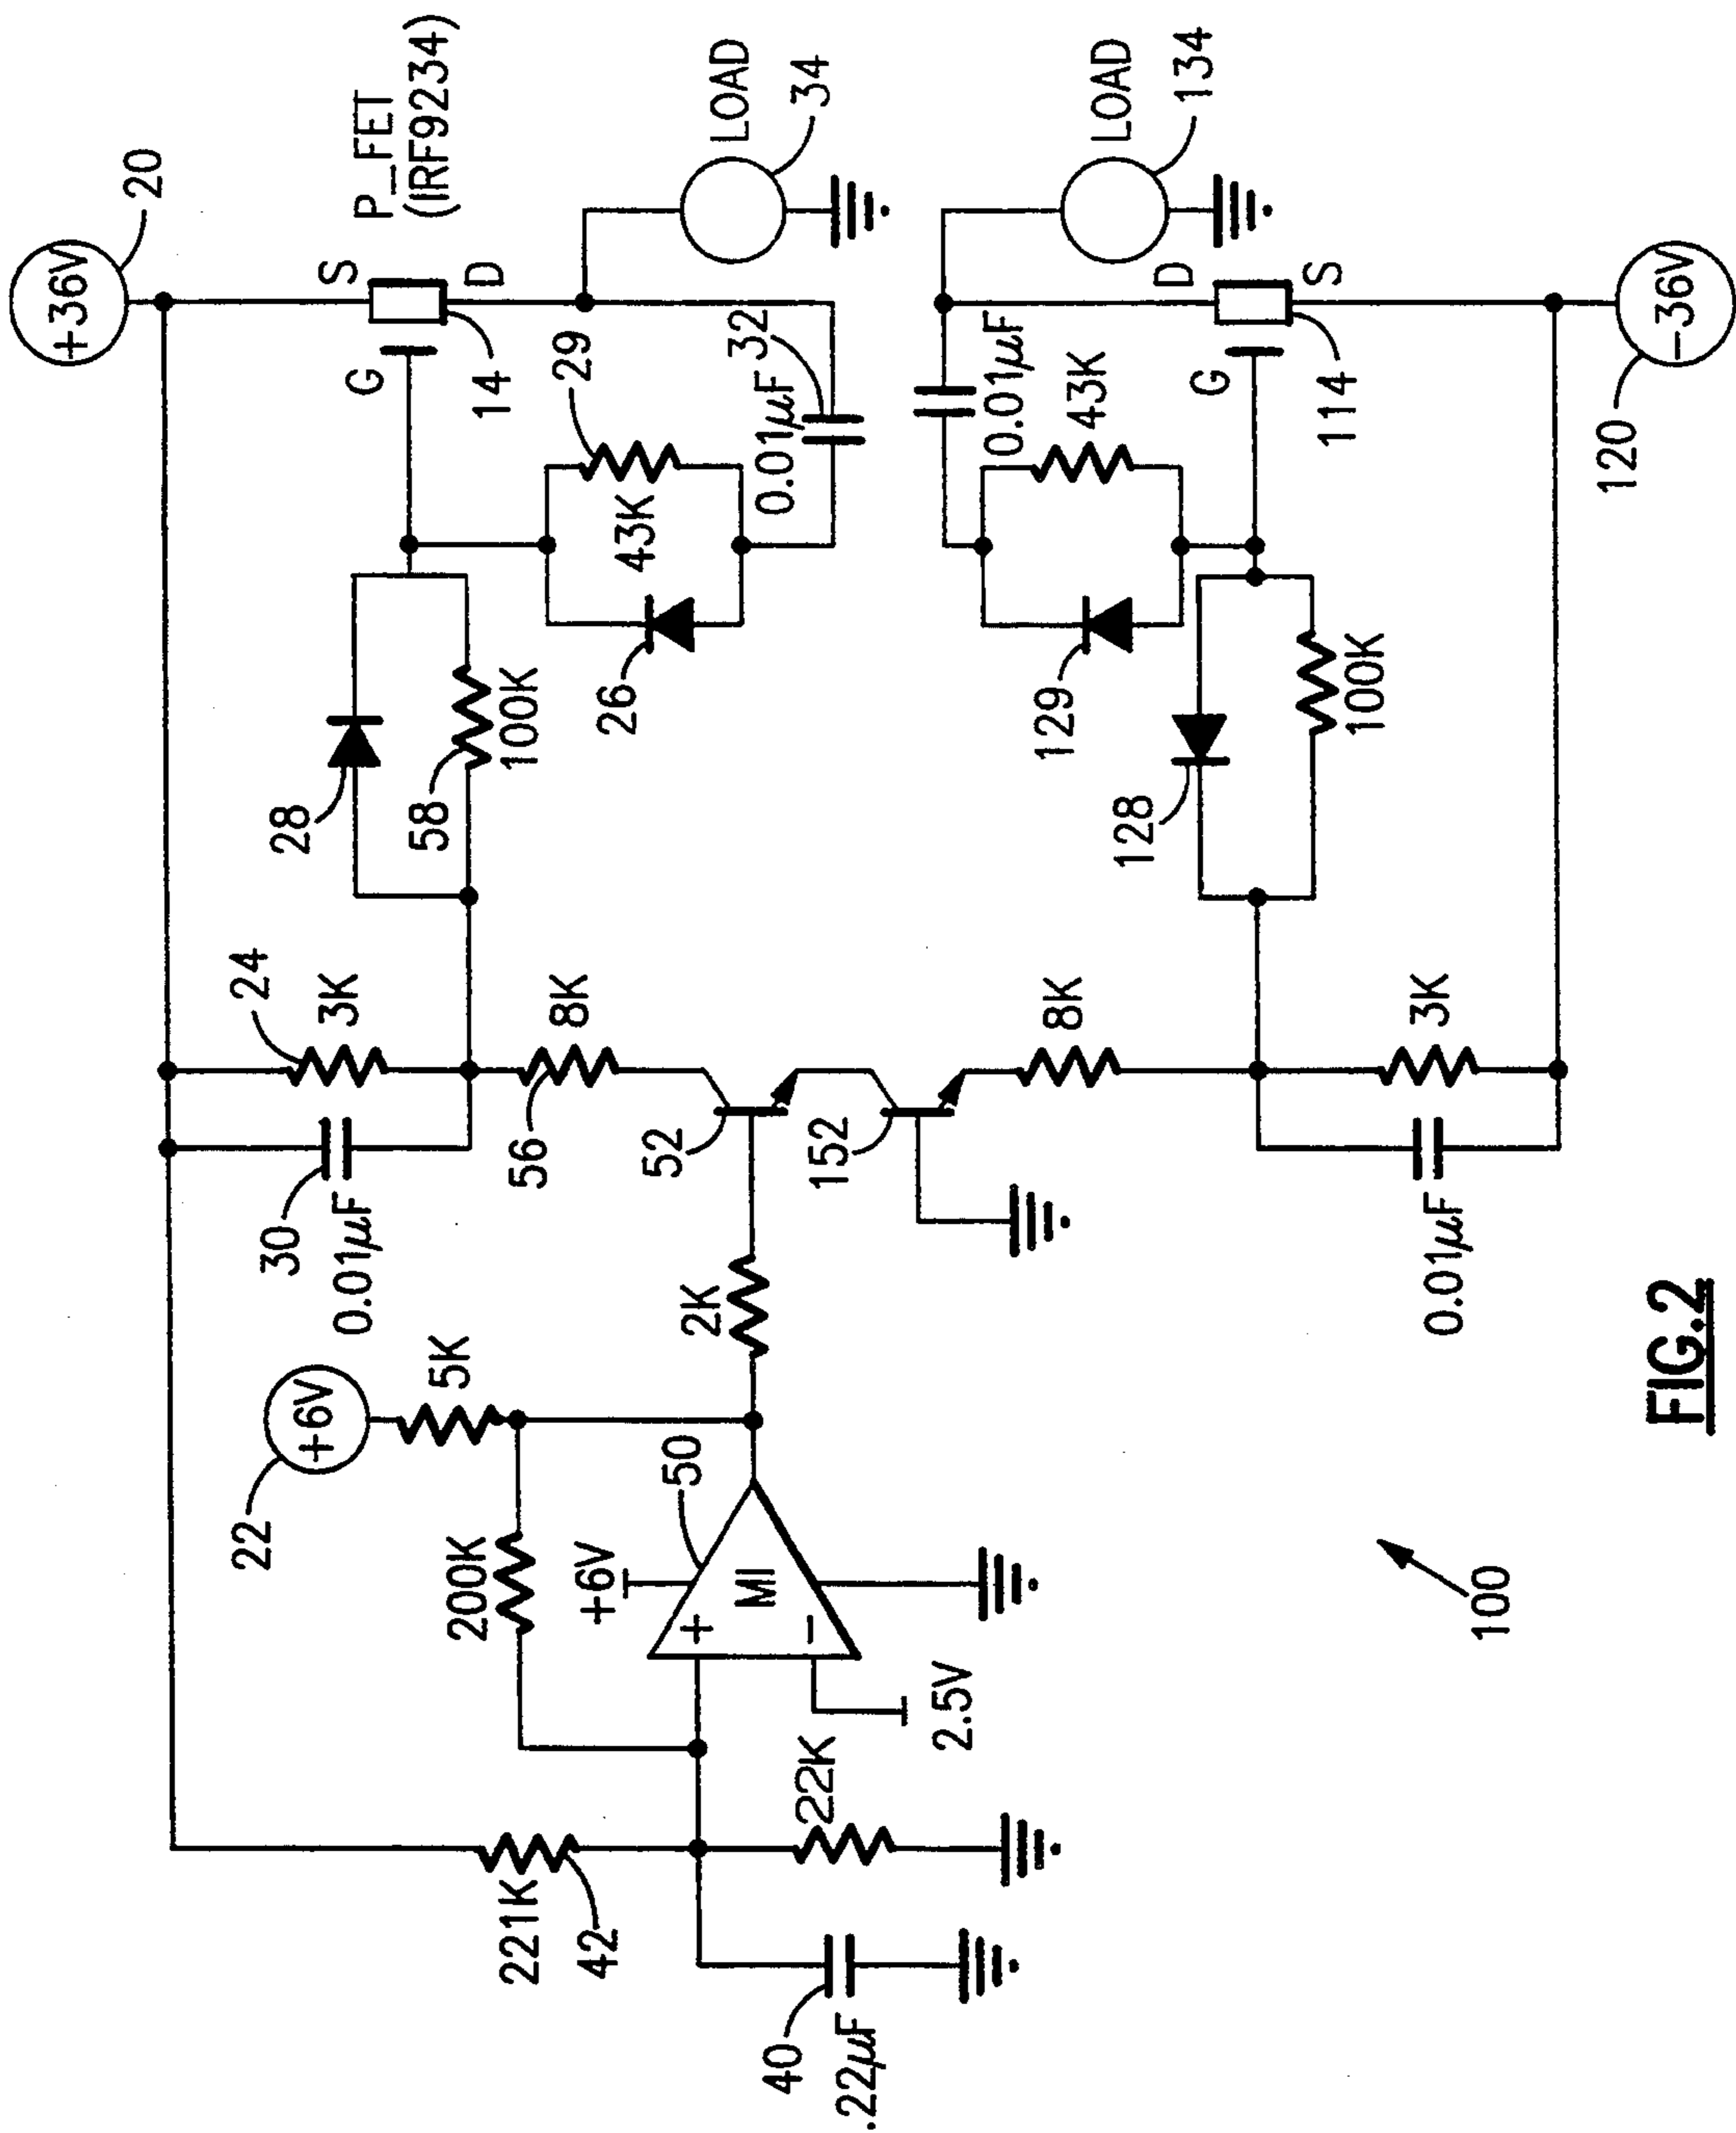 +36V
20
P_FET
(IRF9234)
S
G
D
14
28
58
100K
29
43K
26
0.01µF
32
LOAD
34
24
3K
30
0.01µF
56
8K
22
+6V
5K
200K
+6V
50
MI
+
−
2.5V
2K
52
152
221K
42
22K
40
.22µF
8K
3K
0.01µF
0.01µF
43K
129
128
100K
D
G
S
114
LOAD
134
−36V
120
100
FIG.2